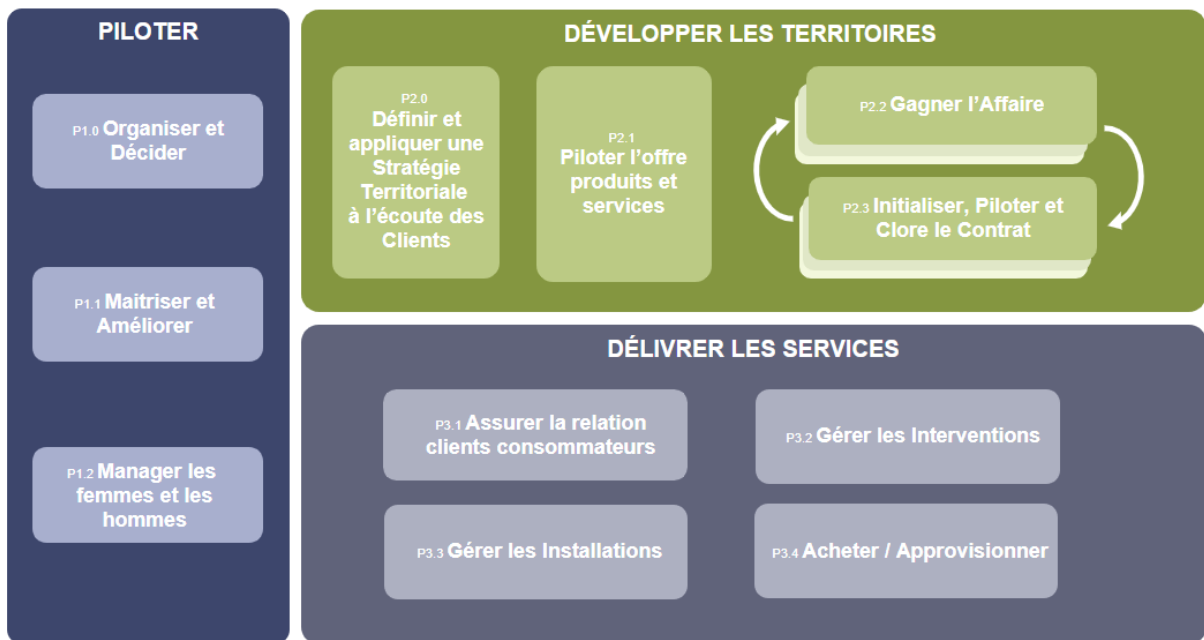 PILOTER
P1.0 Organiser et
Décider
P1.1 Maitriser et
Améliorer
P1.2 Manager les
femmes et les
hommes
DÉVELOPPER LES TERRITOIRES
P2.0
Définir et
appliquer une
Stratégie
Territoriale
à l’écoute des
Clients
P2.1
Piloter l’offre
produits et
services
P2.2 Gagner l’Affaire
P2.3 Initialiser, Piloter et
Clore le Contrat
DÉLIVRER LES SERVICES
P3.1 Assurer la relation
clients consommateurs
P3.2 Gérer les Interventions
P3.3 Gérer les Installations
P3.4 Acheter / Approvisionner